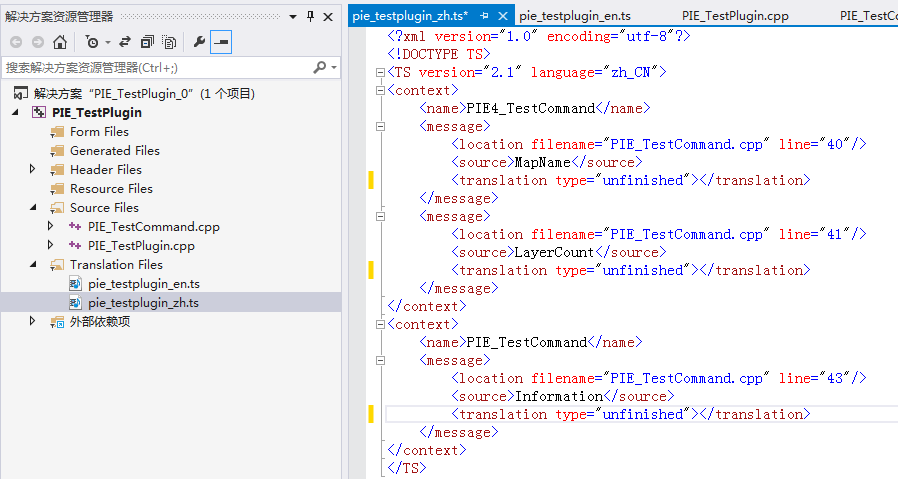 解决方案资源管理器
搜索解决方案资源管理器(Ctrl+;)
解决方案 “PIE_TestPlugin_0” (1 个项目)
PIE_TestPlugin
Form Files
Generated Files
Header Files
Resource Files
Source Files
PIE_TestCommand.cpp
PIE_TestPlugin.cpp
Translation Files
pie_testplugin_en.ts
pie_testplugin_zh.ts
外部依赖项
pie_testplugin_zh.ts* pie_testplugin_en.ts PIE_TestPlugin.cpp PIE_TestCo
<?xml version="1.0" encoding="utf-8"?>
<!DOCTYPE TS>
<TS version="2.1" language="zh_CN">
<context>
<name>PIE4_TestCommand</name>
<message>
<location filename="PIE_TestCommand.cpp" line="40"/>
<source>MapName</source>
<translation type="unfinished"></translation>
</message>
<message>
<location filename="PIE_TestCommand.cpp" line="41"/>
<source>LayerCount</source>
<translation type="unfinished"></translation>
</message>
</context>
<context>
<name>PIE_TestCommand</name>
<message>
<location filename="PIE_TestCommand.cpp" line="43"/>
<source>Information</source>
<translation type="unfinished"></translation>
</message>
</context>
</TS>